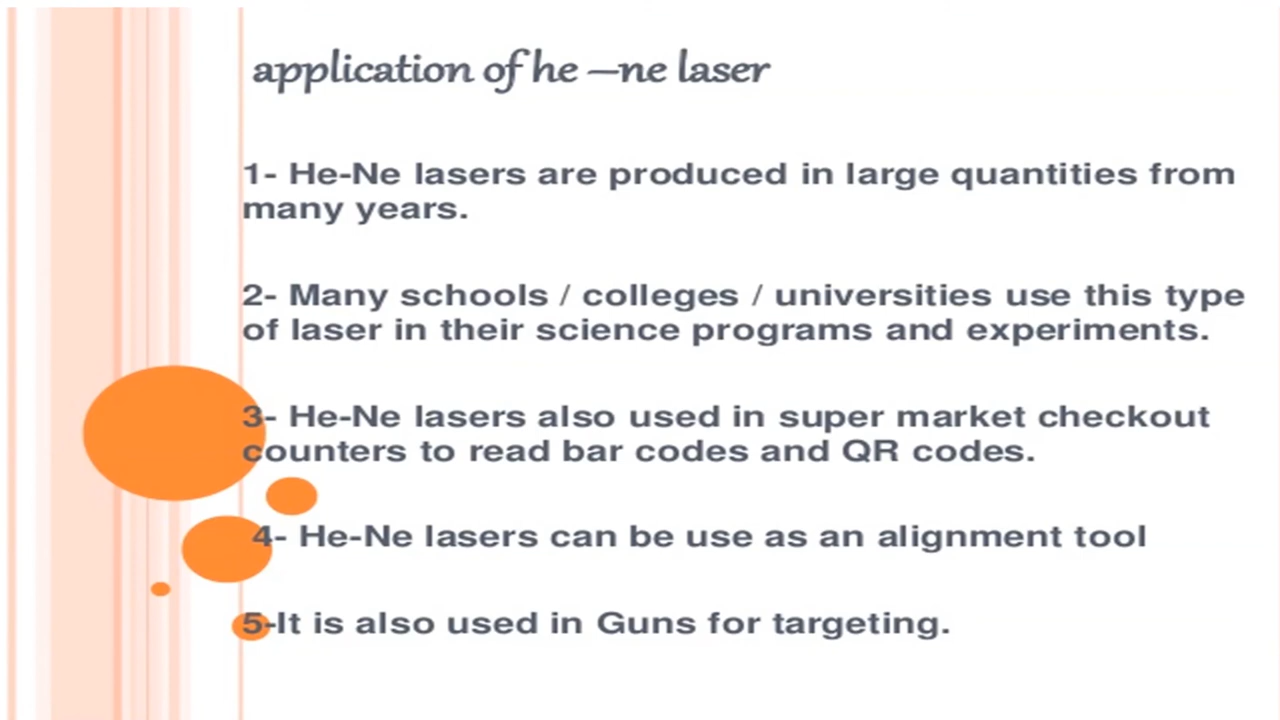 application of he –ne laser
1- He-Ne lasers are produced in large quantities from
many years.
2- Many schools / colleges / universities use this type
of laser in their science programs and experiments.
3- He-Ne lasers also used in super market checkout
counters to read bar codes and QR codes.
4- He-Ne lasers can be use as an alignment tool
5-It is also used in Guns for targeting.